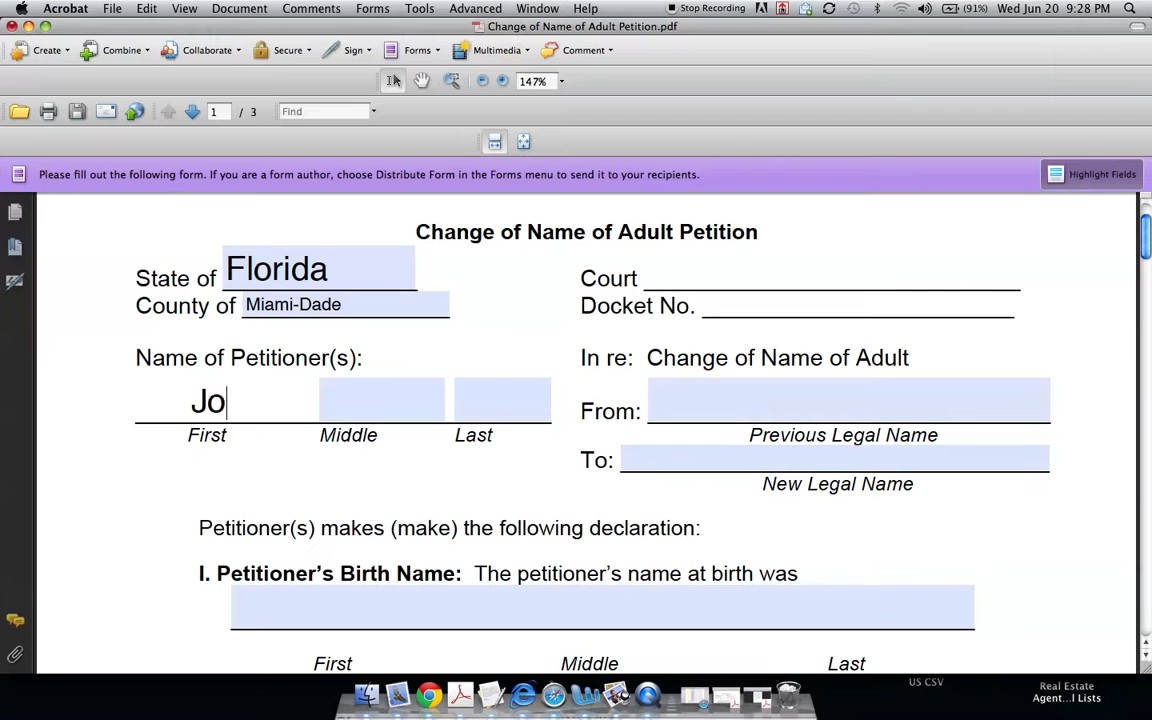 Acrobat File Edit View Document Comments Forms Tools Advanced Window Help Stop Recording (91%) Wed Jun 20 9:28 PM
Change of Name of Adult Petition.pdf
Create Combine Collaborate Secure Sign Forms Multimedia Comment
147%
1 / 3 Find
Please fill out the following form. If you are a form author, choose Distribute Form in the Forms menu to send it to your recipients. Highlight Fields
Change of Name of Adult Petition
State of Florida
County of Miami-Dade
Court
Docket No.
Name of Petitioner(s):
Jo
First Middle Last
In re: Change of Name of Adult
From:
Previous Legal Name
To:
New Legal Name
Petitioner(s) makes (make) the following declaration:
I. Petitioner's Birth Name: The petitioner's name at birth was
First Middle Last
US CSV
Real Estate
Agent...l Lists